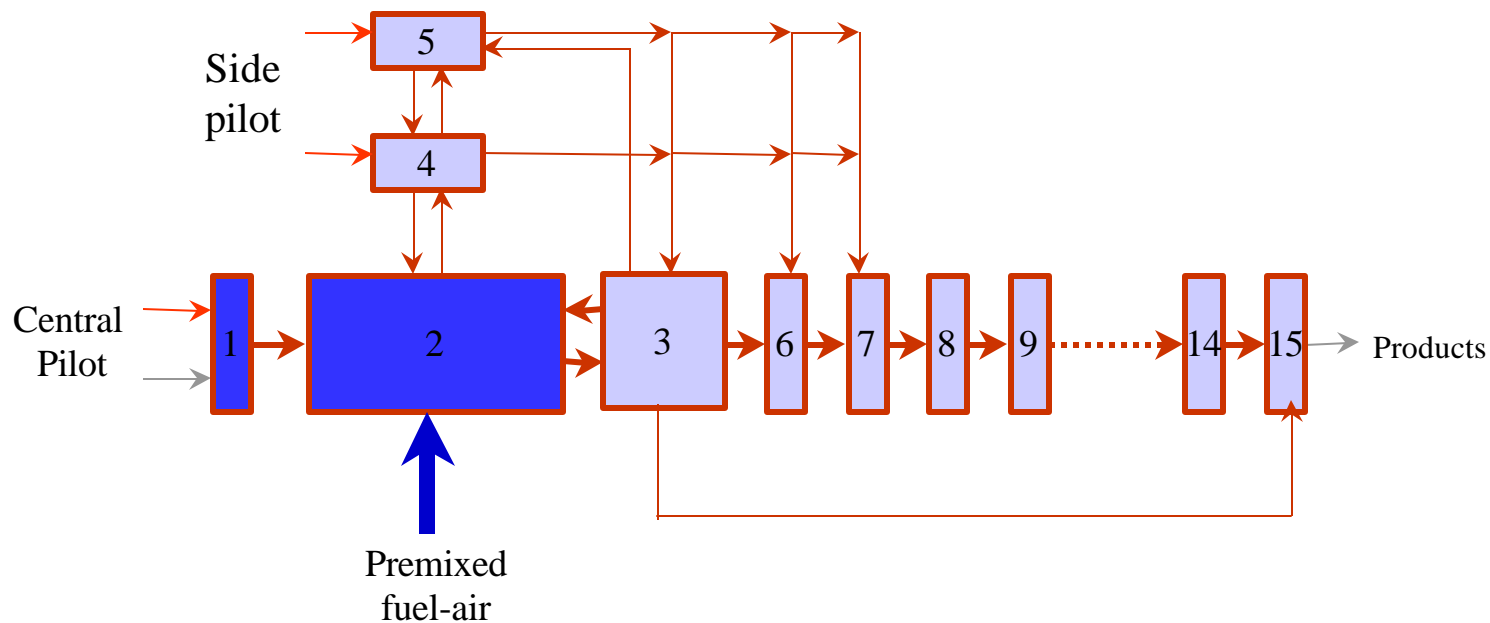 5
Side
pilot
4
Central
Pilot
1
2
3
6
7
8
9
14
15
Products
Premixed
fuel-air